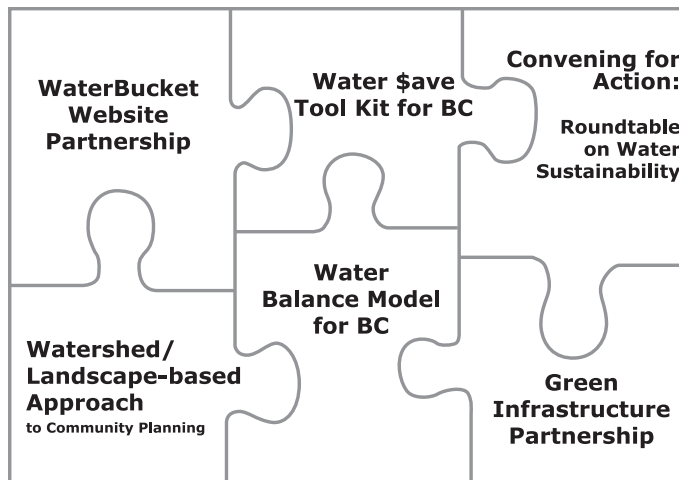 WaterBucket
Website
Partnership
Water $ave
Tool Kit for BC
Convening for
Action:
Roundtable
on Water
Sustainability
Watershed/
Landscape-based
Approach
to Community Planning
Water
Balance Model
for BC
Green
Infrastructure
Partnership